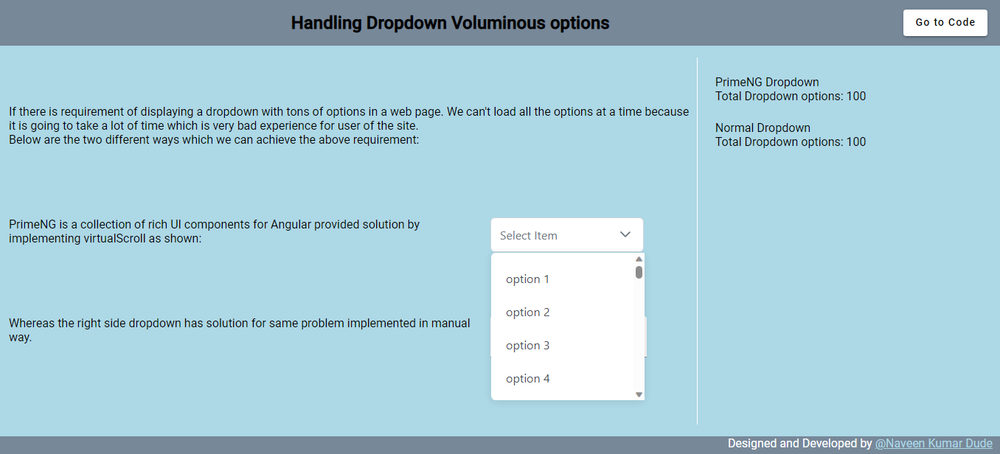 Handling Dropdown Voluminous options
Go to Code
If there is requirement of displaying a dropdown with tons of options in a web page. We can't load all the options at a time because
it is going to take a lot of time which is very bad experience for user of the site.
Below are the two different ways which we can achieve the above requirement:
PrimeNG is a collection of rich UI components for Angular provided solution by
implementing virtualScroll as shown:
Select Item
option 1
option 2
option 3
option 4
Whereas the right side dropdown has solution for same problem implemented in manual
way.
PrimeNG Dropdown
Total Dropdown options: 100
Normal Dropdown
Total Dropdown options: 100
Designed and Developed by @Naveen Kumar Dude